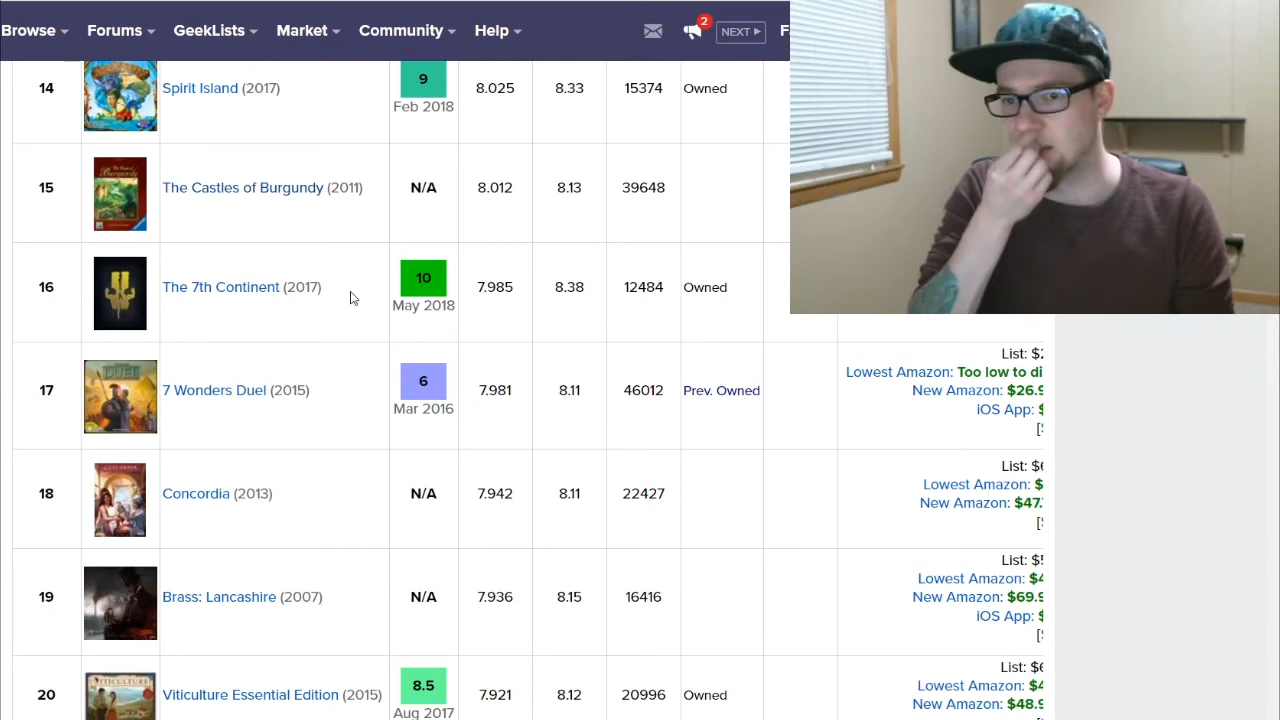 Browse Forums GeekLists Market Community Help 2 NEXT F
14 Spirit Island (2017) 9 Feb 2018 8.025 8.33 15374 Owned
15 The Castles of Burgundy (2011) N/A 8.012 8.13 39648
16 The 7th Continent (2017) 10 May 2018 7.985 8.38 12484 Owned
List: $2
Lowest Amazon: Too low to di
17 7 Wonders Duel (2015) 6 Mar 2016 7.981 8.11 46012 Prev. Owned New Amazon: $26.9
iOS App: $
[S
List: $6
Lowest Amazon: $
18 Concordia (2013) N/A 7.942 8.11 22427 New Amazon: $47.
[S
List: $5
Lowest Amazon: $4
19 Brass: Lancashire (2007) N/A 7.936 8.15 16416 New Amazon: $69.9
iOS App: $
[S
List: $6
Lowest Amazon: $4
20 Viticulture Essential Edition (2015) 8.5 Aug 2017 7.921 8.12 20996 Owned New Amazon: $48.9